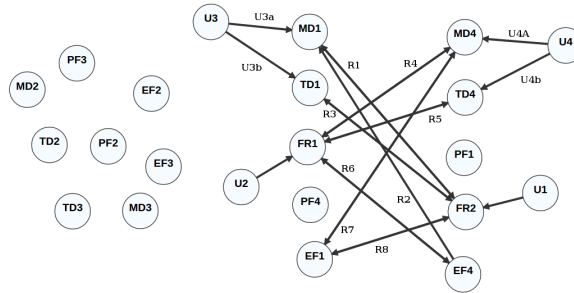 U3
U3a
MD1
MD4
U4A
U4
PF3
U3b
R1
R4
U4b
MD2
EF2
TD1
TD4
R3
R5
TD2
PF2
FR1
PF1
EF3
R6
U2
U1
TD3
MD3
PF4
R2
FR2
R7
R8
EF1
EF4